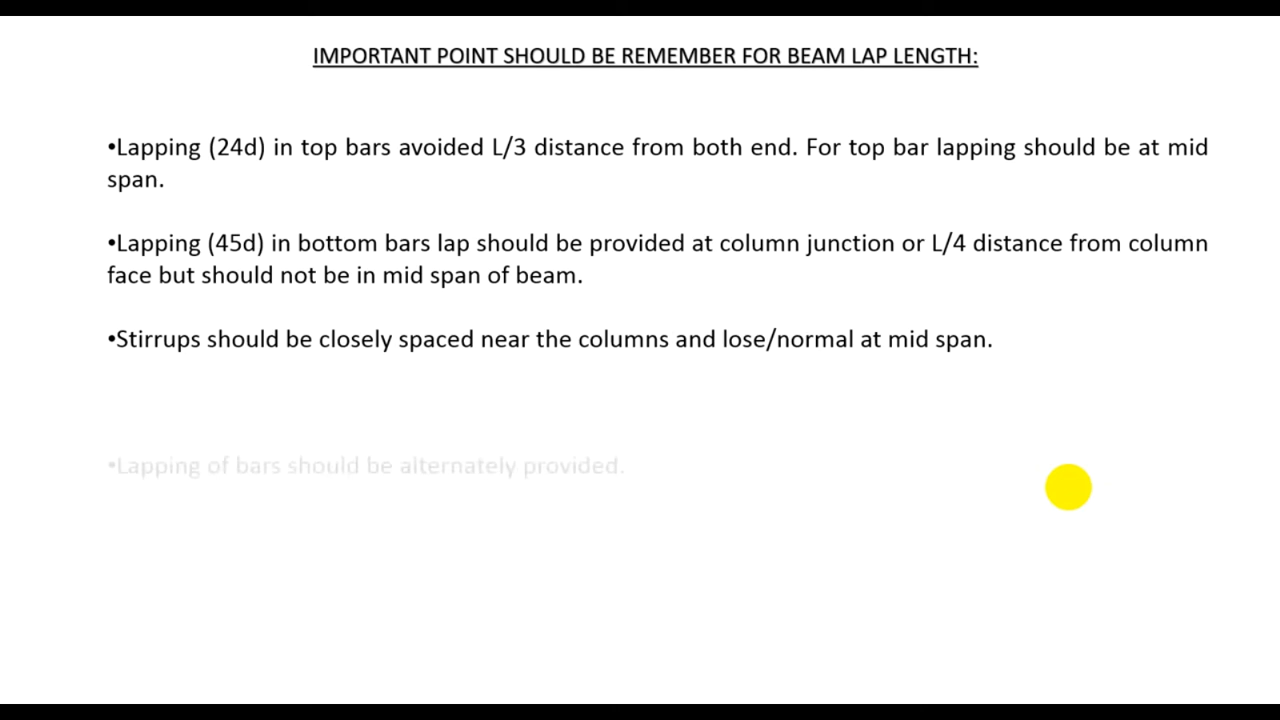 IMPORTANT POINT SHOULD BE REMEMBER FOR BEAM LAP LENGTH:
•Lapping (24d) in top bars avoided L/3 distance from both end. For top bar lapping should be at mid
span.
•Lapping (45d) in bottom bars lap should be provided at column junction or L/4 distance from column
face but should not be in mid span of beam.
•Stirrups should be closely spaced near the columns and lose/normal at mid span.
•Lapping of bars should be alternately provided.